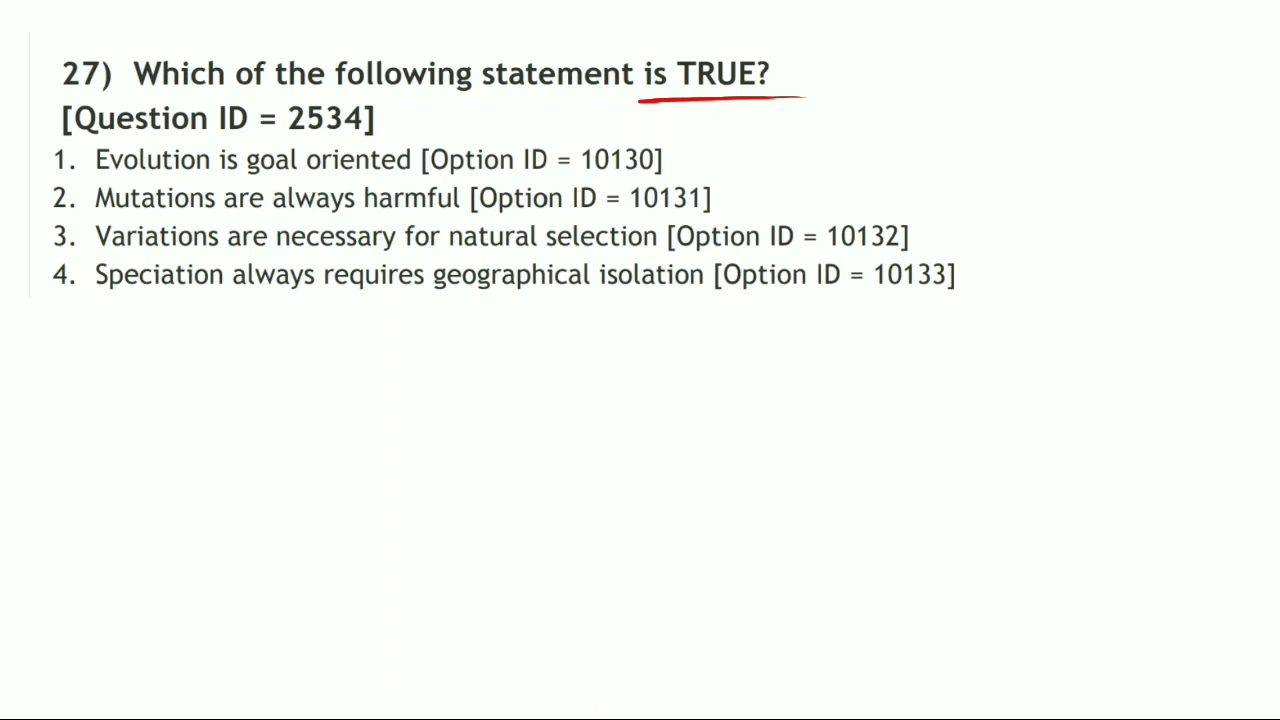 27) Which of the following statement is TRUE?
[Question ID = 2534]
1. Evolution is goal oriented [Option ID = 10130]
2. Mutations are always harmful [Option ID = 10131]
3. Variations are necessary for natural selection [Option ID = 10132]
4. Speciation always requires geographical isolation [Option ID = 10133]